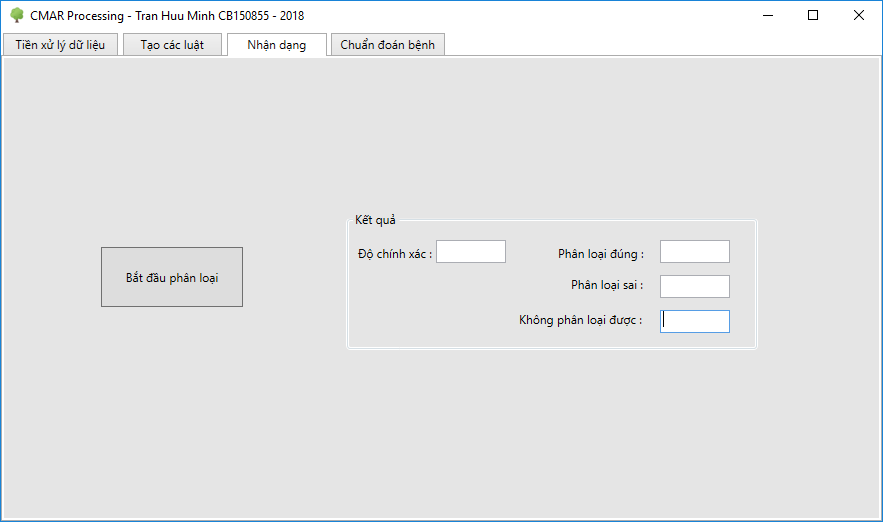 CMAR Processing - Tran Huu Minh CB150855 - 2018
Tiền xử lý dữ liệu
Tạo các luật
Nhận dạng
Chuẩn đoán bệnh
Kết quả
Độ chính xác :
Phân loại đúng :
Bắt đầu phân loại
Phân loại sai :
Không phân loại được :